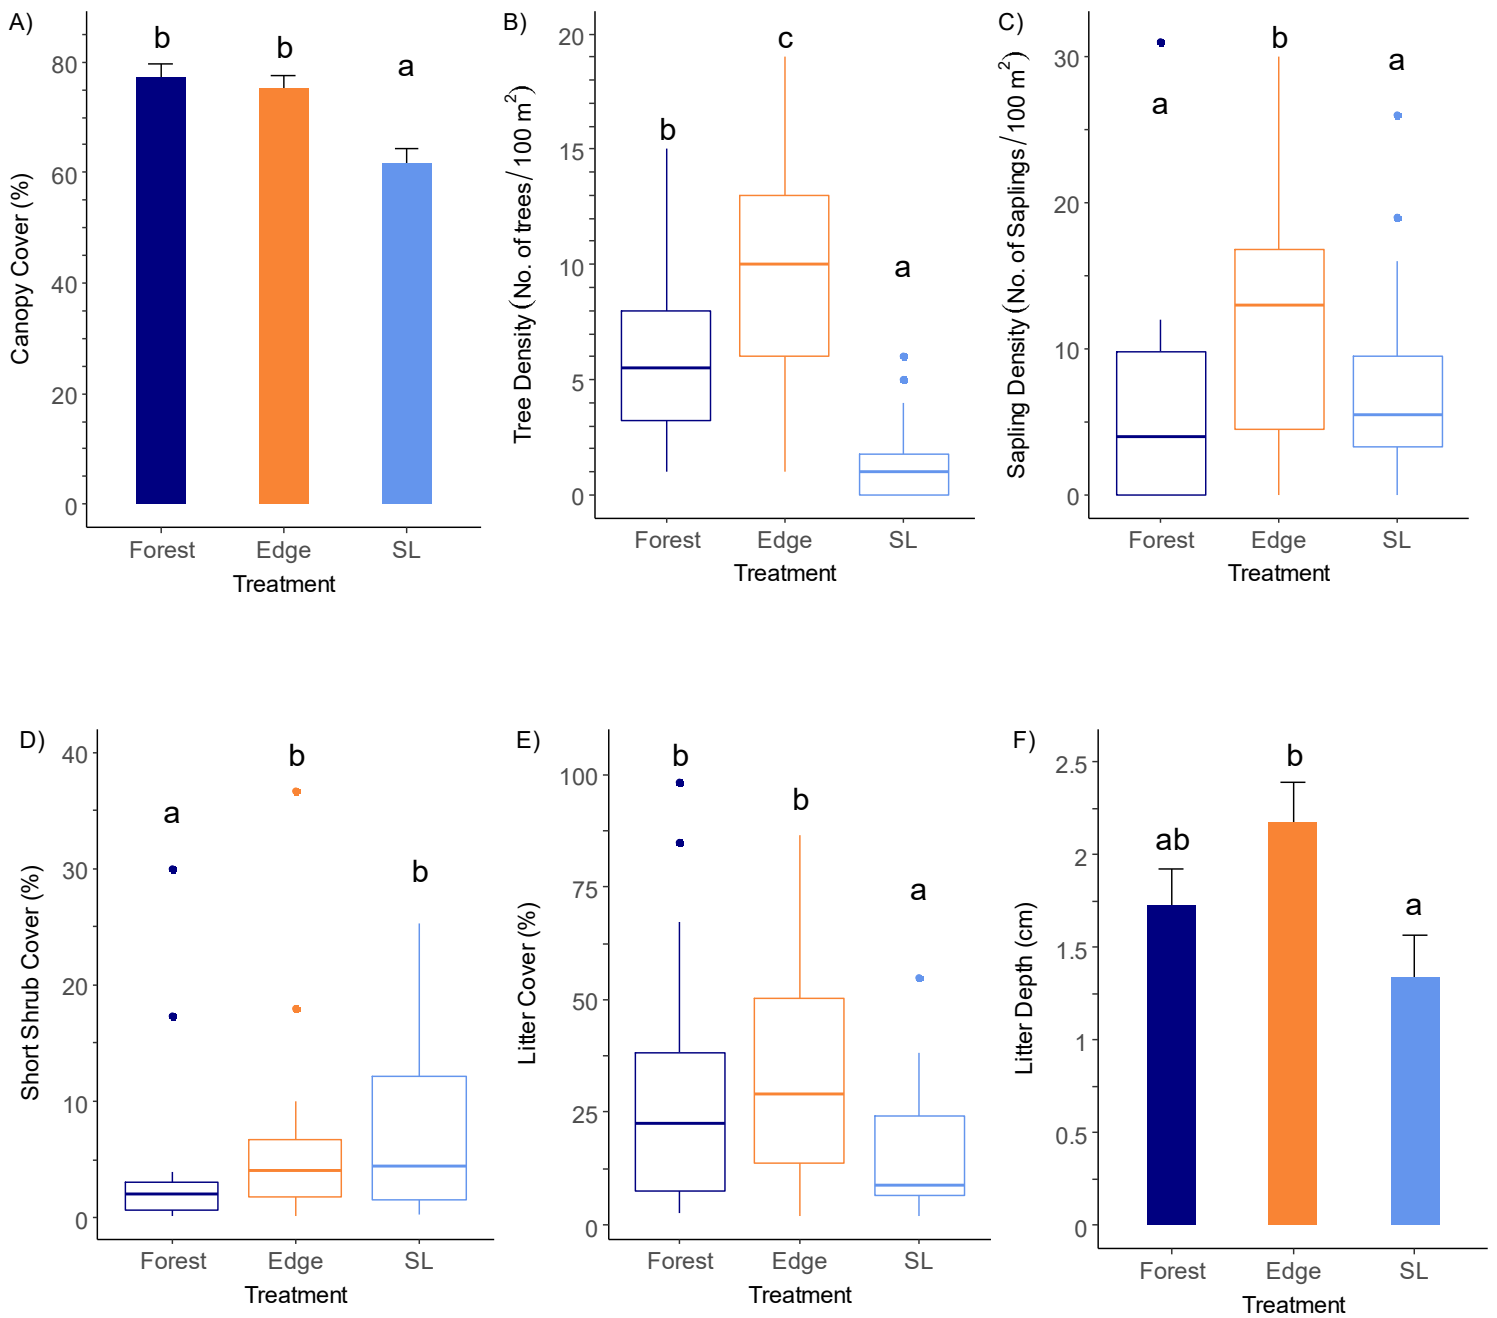 A)
b
b
a
80
60
40
20
0
Canopy Cover (%)
Forest
Edge
SL
Treatment
B)
b
c
a
20
15
10
5
0
Tree Density (No. of trees/100 m²)
Forest
Edge
SL
Treatment
C)
a
b
a
30
20
10
0
Sapling Density (No. of Saplings/100 m²)
Forest
Edge
SL
Treatment
D)
a
b
b
40
30
20
10
0
Short Shrub Cover (%)
Forest
Edge
SL
Treatment
E)
b
b
a
100
75
50
25
0
Litter Cover (%)
Forest
Edge
SL
Treatment
F)
ab
b
a
2.5
2
1.5
1
0.5
0
Litter Depth (cm)
Forest
Edge
SL
Treatment